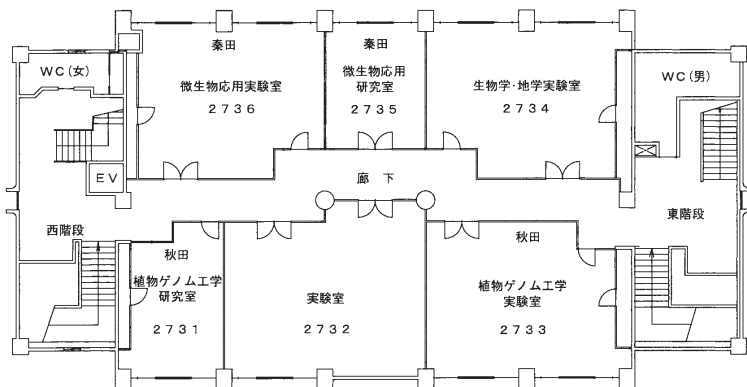 WC(女)
秦田
微生物応用実験室
2736
秦田
微生物応用
研究室
2735
生物学・地学実験室
2734
WC(男)
EV
廊下
西階段
東階段
秋田
植物ゲノム工学
研究室
2731
実験室
2732
秋田
植物ゲノム工学
実験室
2733